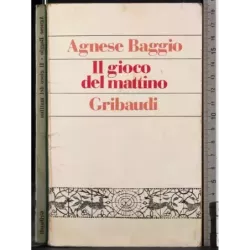 Agnese Baggio
Il gioco
del mattino
Gribaudi